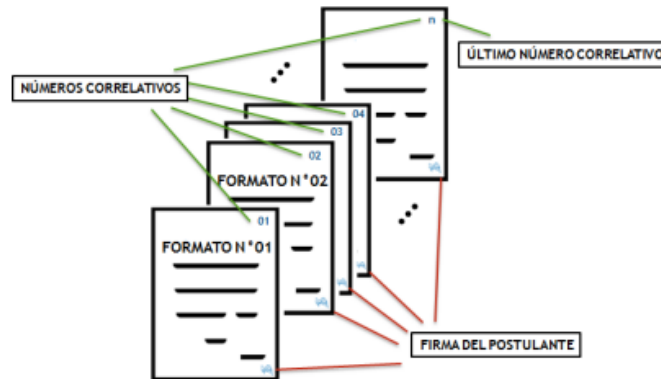 n
ÚLTIMO NÚMERO CORRELATIVO
NÚMEROS CORRELATIVOS
04
03
02
FORMATO N°02
01
FORMATO N°01
FIRMA DEL POSTULANTE